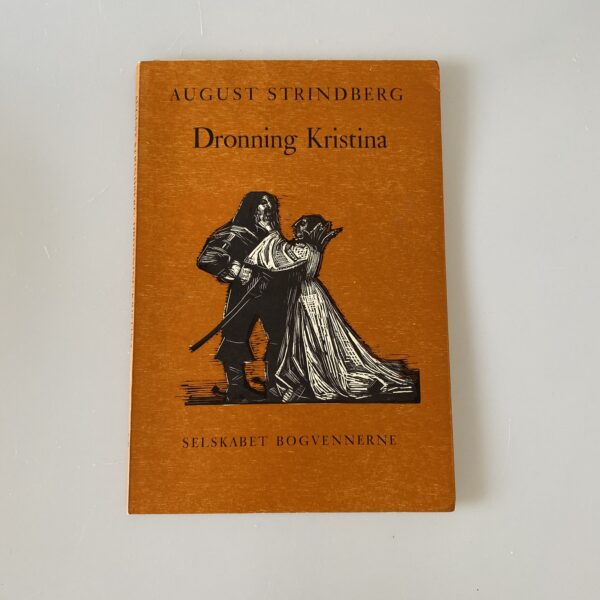 AUGUST STRINDBERG
Dronning Kristina
SELSKABET BOGVENNERNE